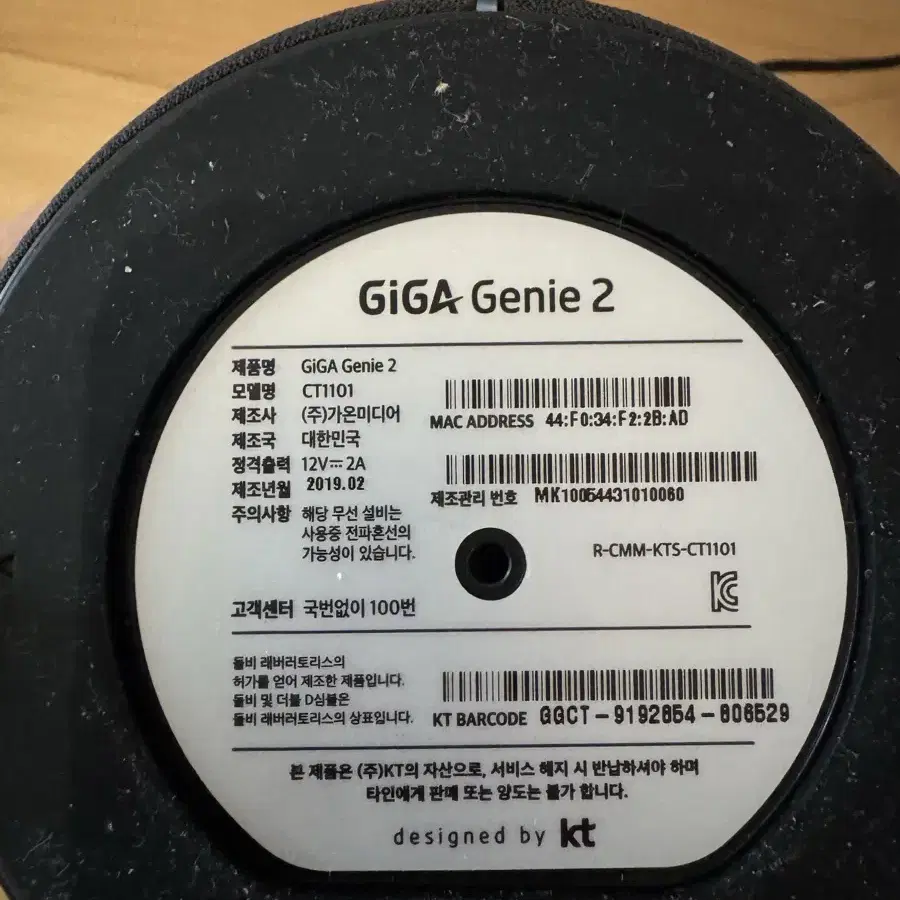 GiGA Genie 2
제품명 GiGA Genie 2
모델명 CT1101
제조사 (주)가온미디어
제조국 대한민국
정격출력 12V⎓2A
제조년월 2019.02
주의사항 해당 무선 설비는
사용중 전파혼선의
가능성이 있습니다.
고객센터 국번없이 100번
MAC ADDRESS 44:F0:34:F2:2B:AD
제조관리 번호 MK10054431010060
R-CMM-KTS-CT1101
KC
돌비 래버러토리스의
허가를 얻어 제조한 제품입니다.
돌비 및 더블 D심볼은
돌비 래버러토리스의 상표입니다.
KT BARCODE GGCT-9192854-806529
본 제품은 (주)KT의 자산으로, 서비스 해지 시 반납하셔야 하며
타인에게 판매 또는 양도는 불가 합니다.
designed by kt